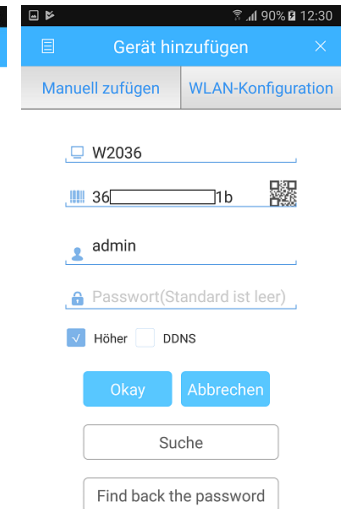 90% 12:30
Gerät hinzufügen
Manuell zufügen WLAN-Konfiguration
W2036
36 1b
admin
Passwort(Standard ist leer)
Höher DDNS
Okay Abbrechen
Suche
Find back the password